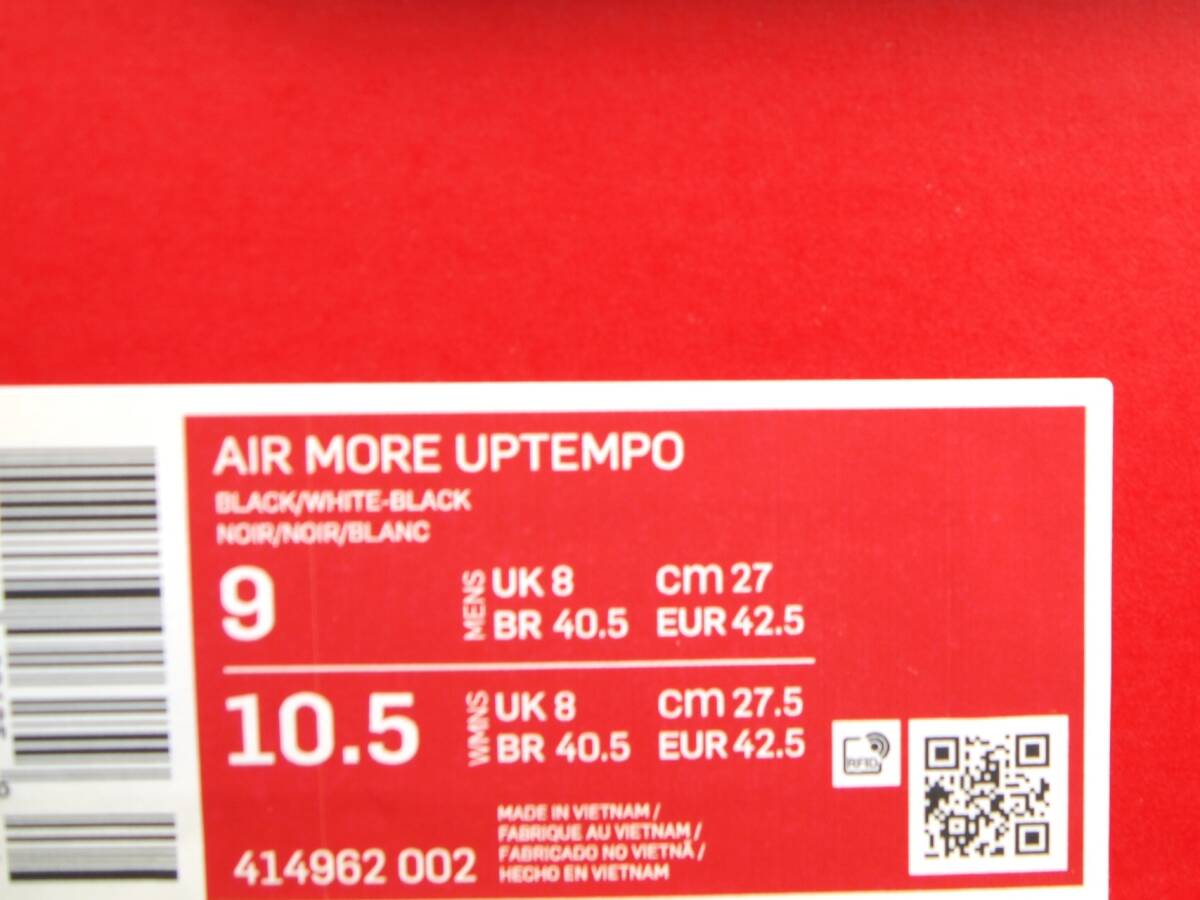 AIR MORE UPTEMPO
BLACK/WHITE-BLACK
NOIR/NOIR/BLANC
9
MENS
UK 8 cm 27
BR 40.5 EUR 42.5
10.5
WMNS
UK 8 cm 27.5
BR 40.5 EUR 42.5
RFID
414962 002
MADE IN VIETNAM /
FABRIQUE AU VIETNAM /
FABRICADO NO VIETNÃ /
HECHO EN VIETNAM